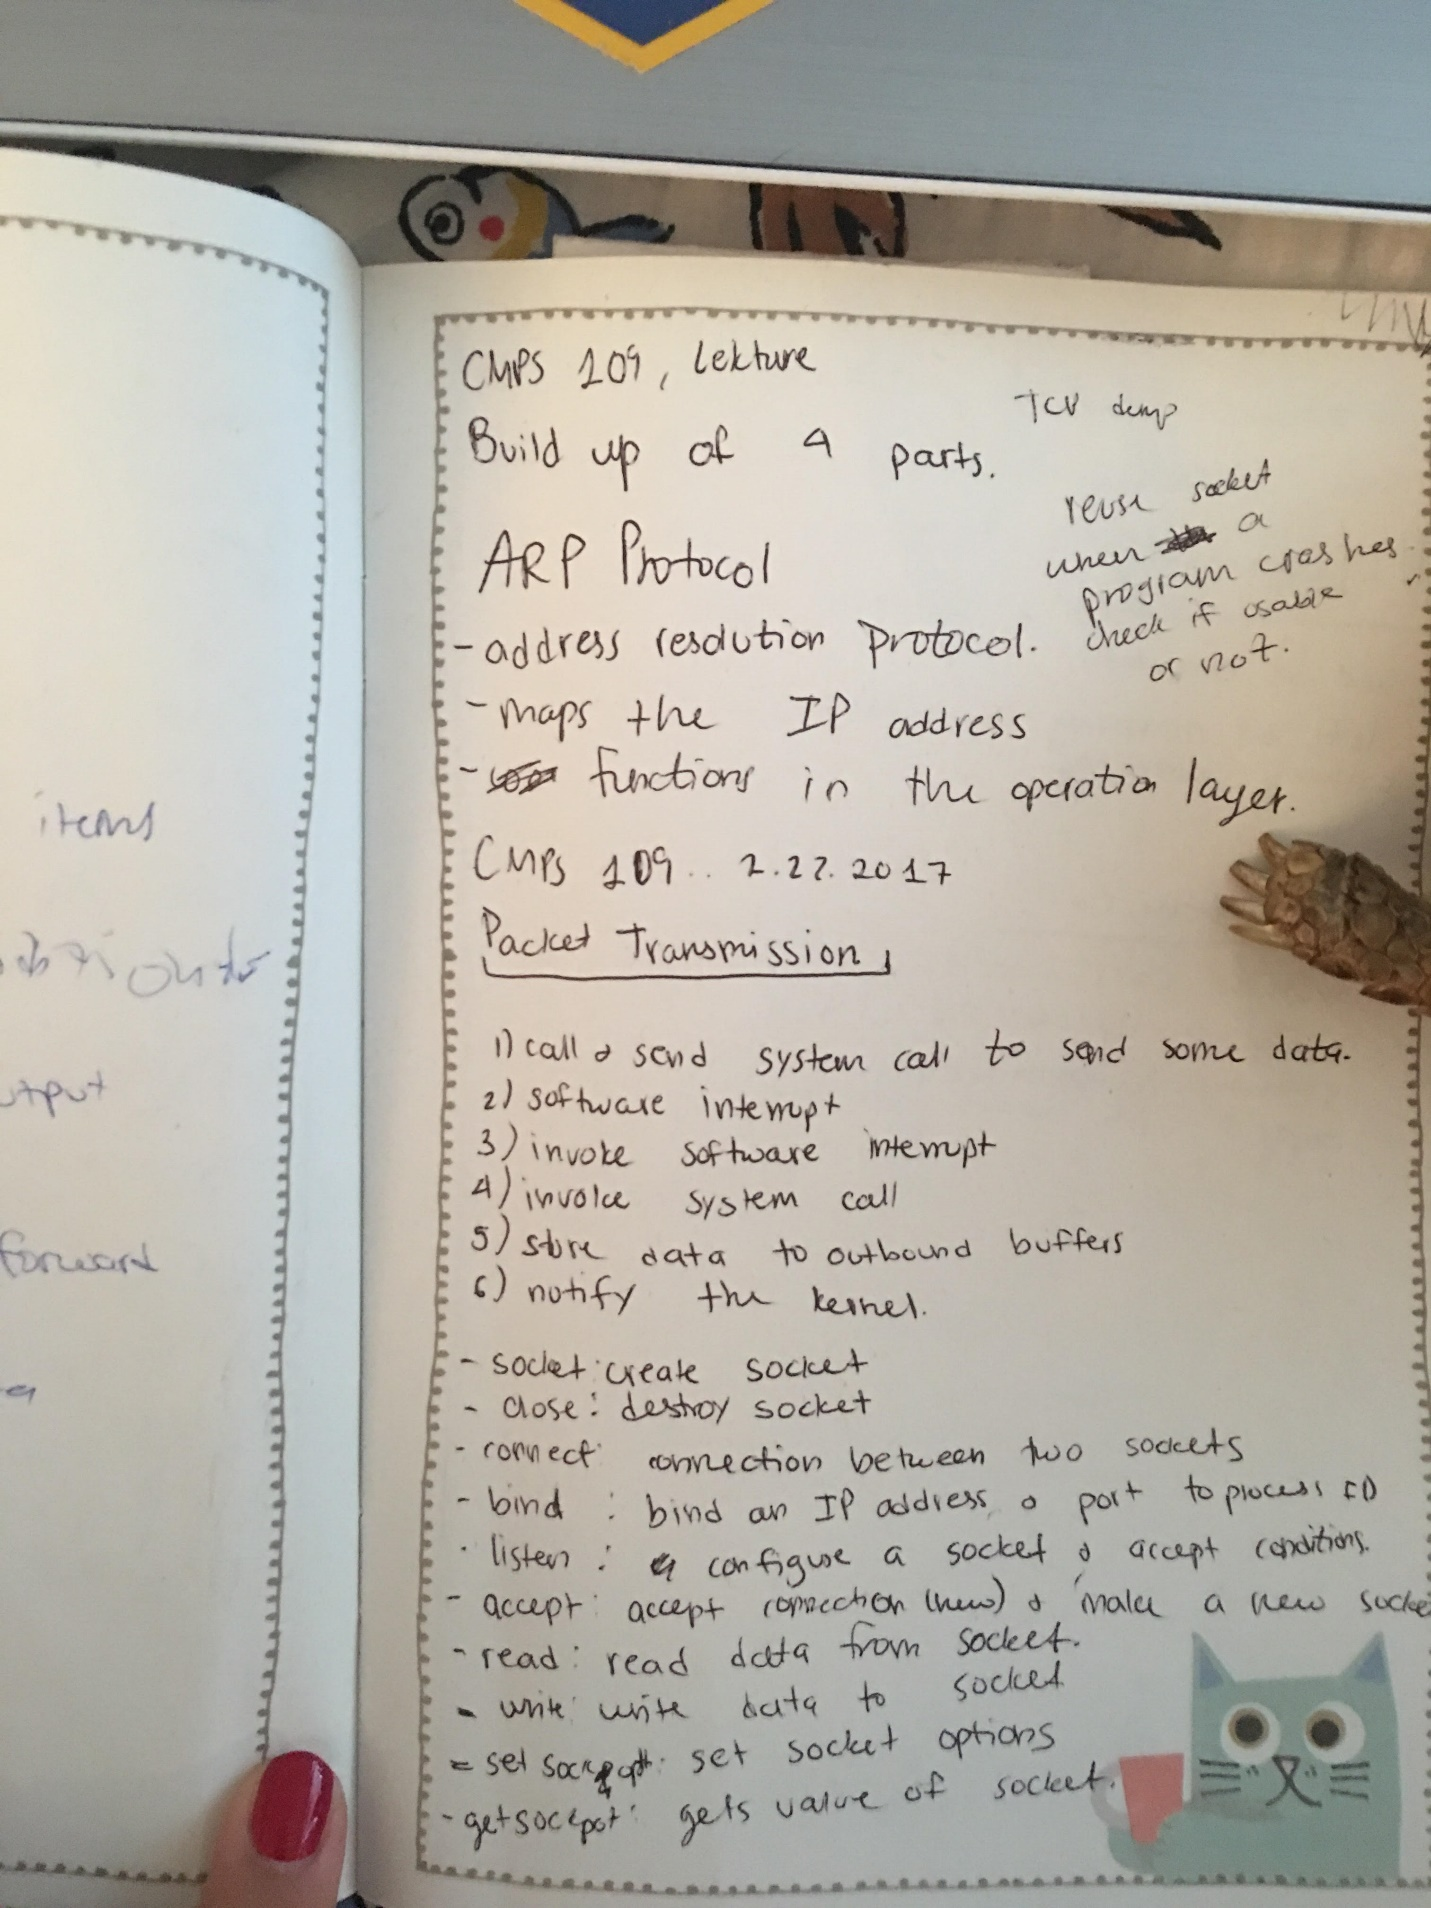 CMPS 109, Lekture
TCP dump
Build up of 4 parts.
reuse socket
when a
program crashes
check if usable
or not.
ARP Protocol
- address resolution Protocol.
- maps the IP address
- functions in the operation layer.
CMPS 109.. 2.22.2017
Packet Transmission
1) call & send system call to send some data.
2) software interrupt
3) invoke software interrupt
4) invoke system call
5) store data to outbound buffers
6) notify the kernel.
- socket: create socket
- close: destroy socket
- connect: connection between two sockets
- bind : bind an IP address & port to process ID
- listen : configure a socket & accept conditions.
- accept: accept connection (new) & make a new socke
- read: read data from socket.
- write: write data to socket
- setsockopt: set socket options
- getsockpot: gets value of socket.
items
utput
forward